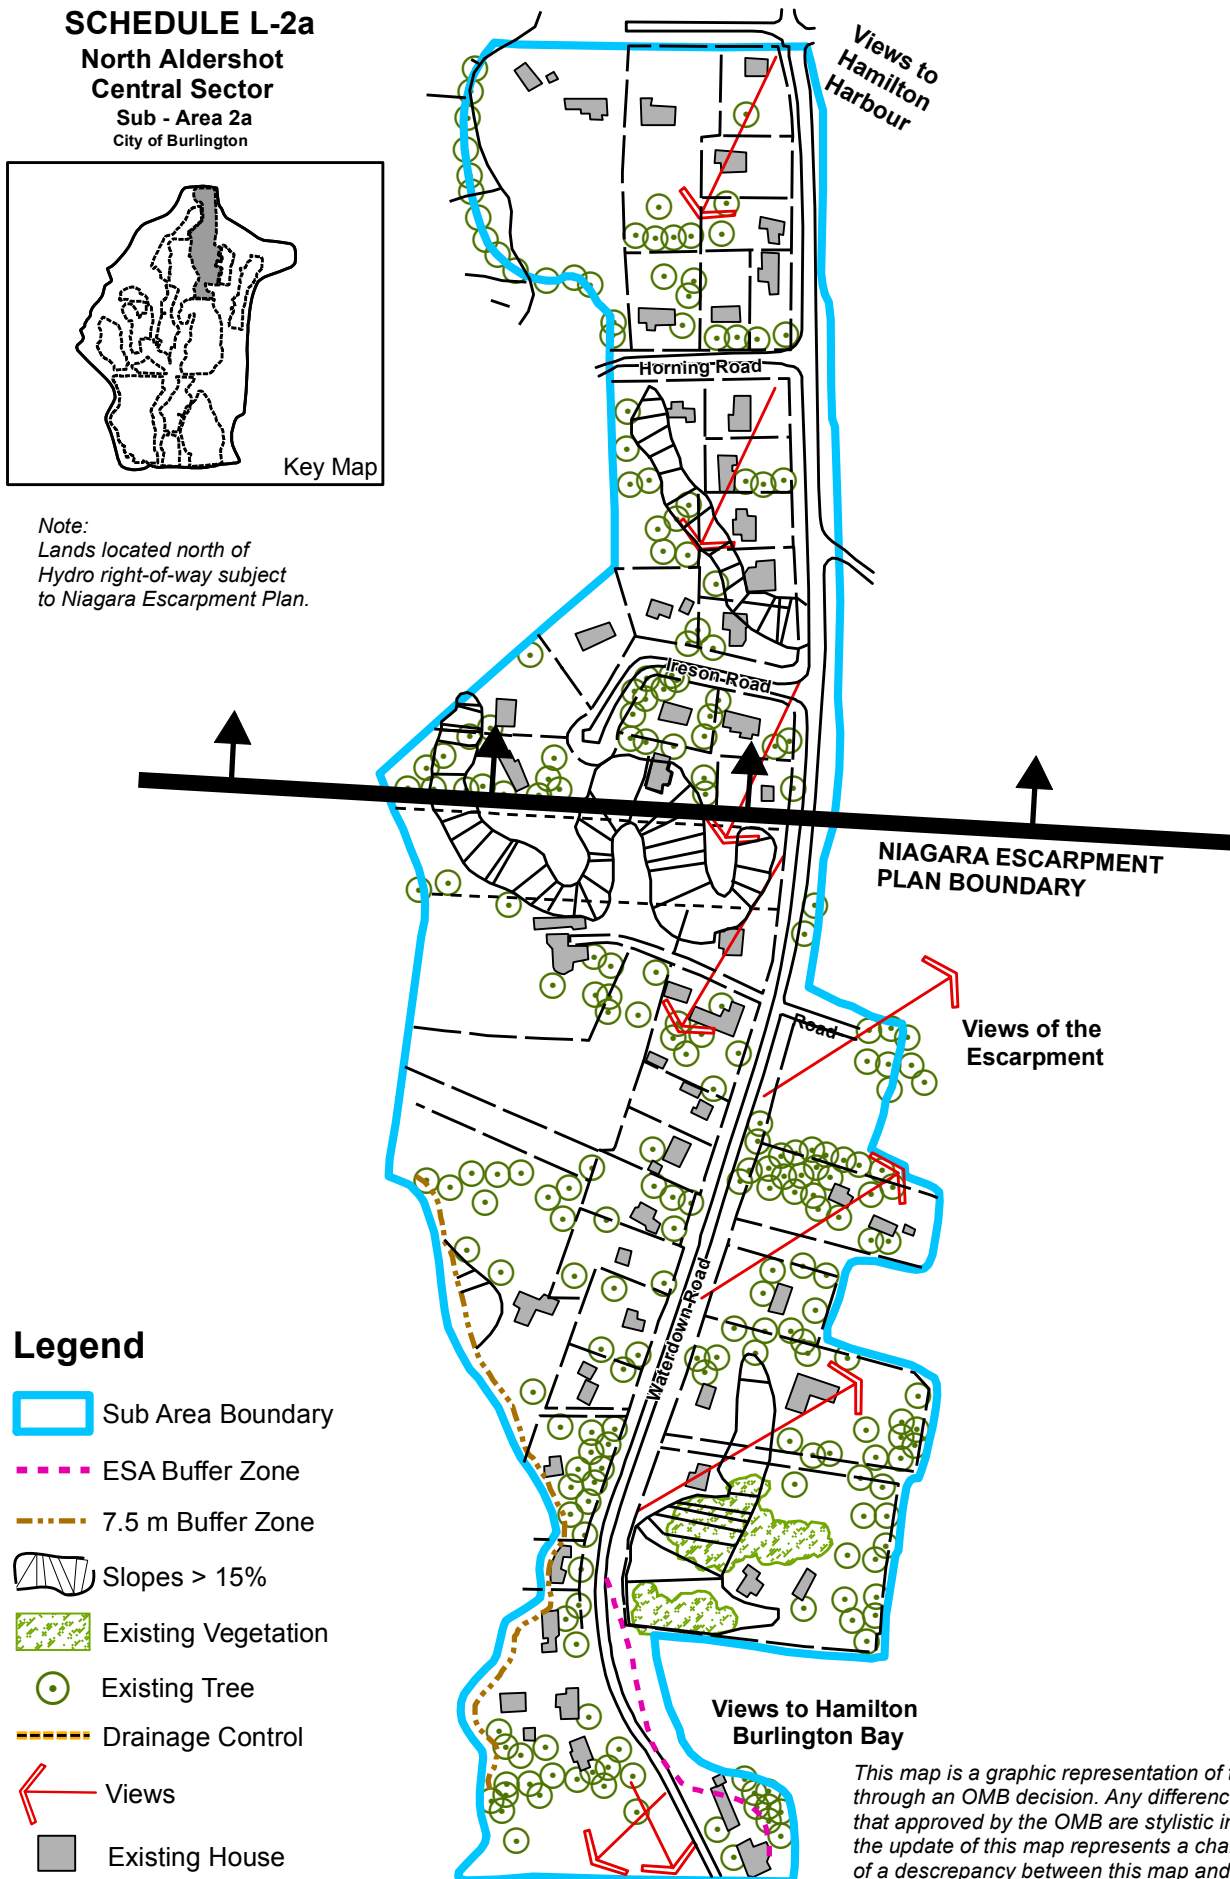 SCHEDULE L-2a
North Aldershot
Central Sector
Sub - Area 2a
City of Burlington
Key Map
Note:
Lands located north of
Hydro right-of-way subject
to Niagara Escarpment Plan.
Views to
Hamilton
Harbour
Horning Road
Ireson Road
NIAGARA ESCARPMENT
PLAN BOUNDARY
Road
Views of the
Escarpment
Waterdown Road
Legend
Sub Area Boundary
ESA Buffer Zone
7.5 m Buffer Zone
Slopes > 15%
Existing Vegetation
Existing Tree
Drainage Control
Views
Existing House
Views to Hamilton
Burlington Bay
This map is a graphic representation of
through an OMB decision. Any
that approved by the OMB are stylistic
the update of this map represents a
of a descrepancy between this map and